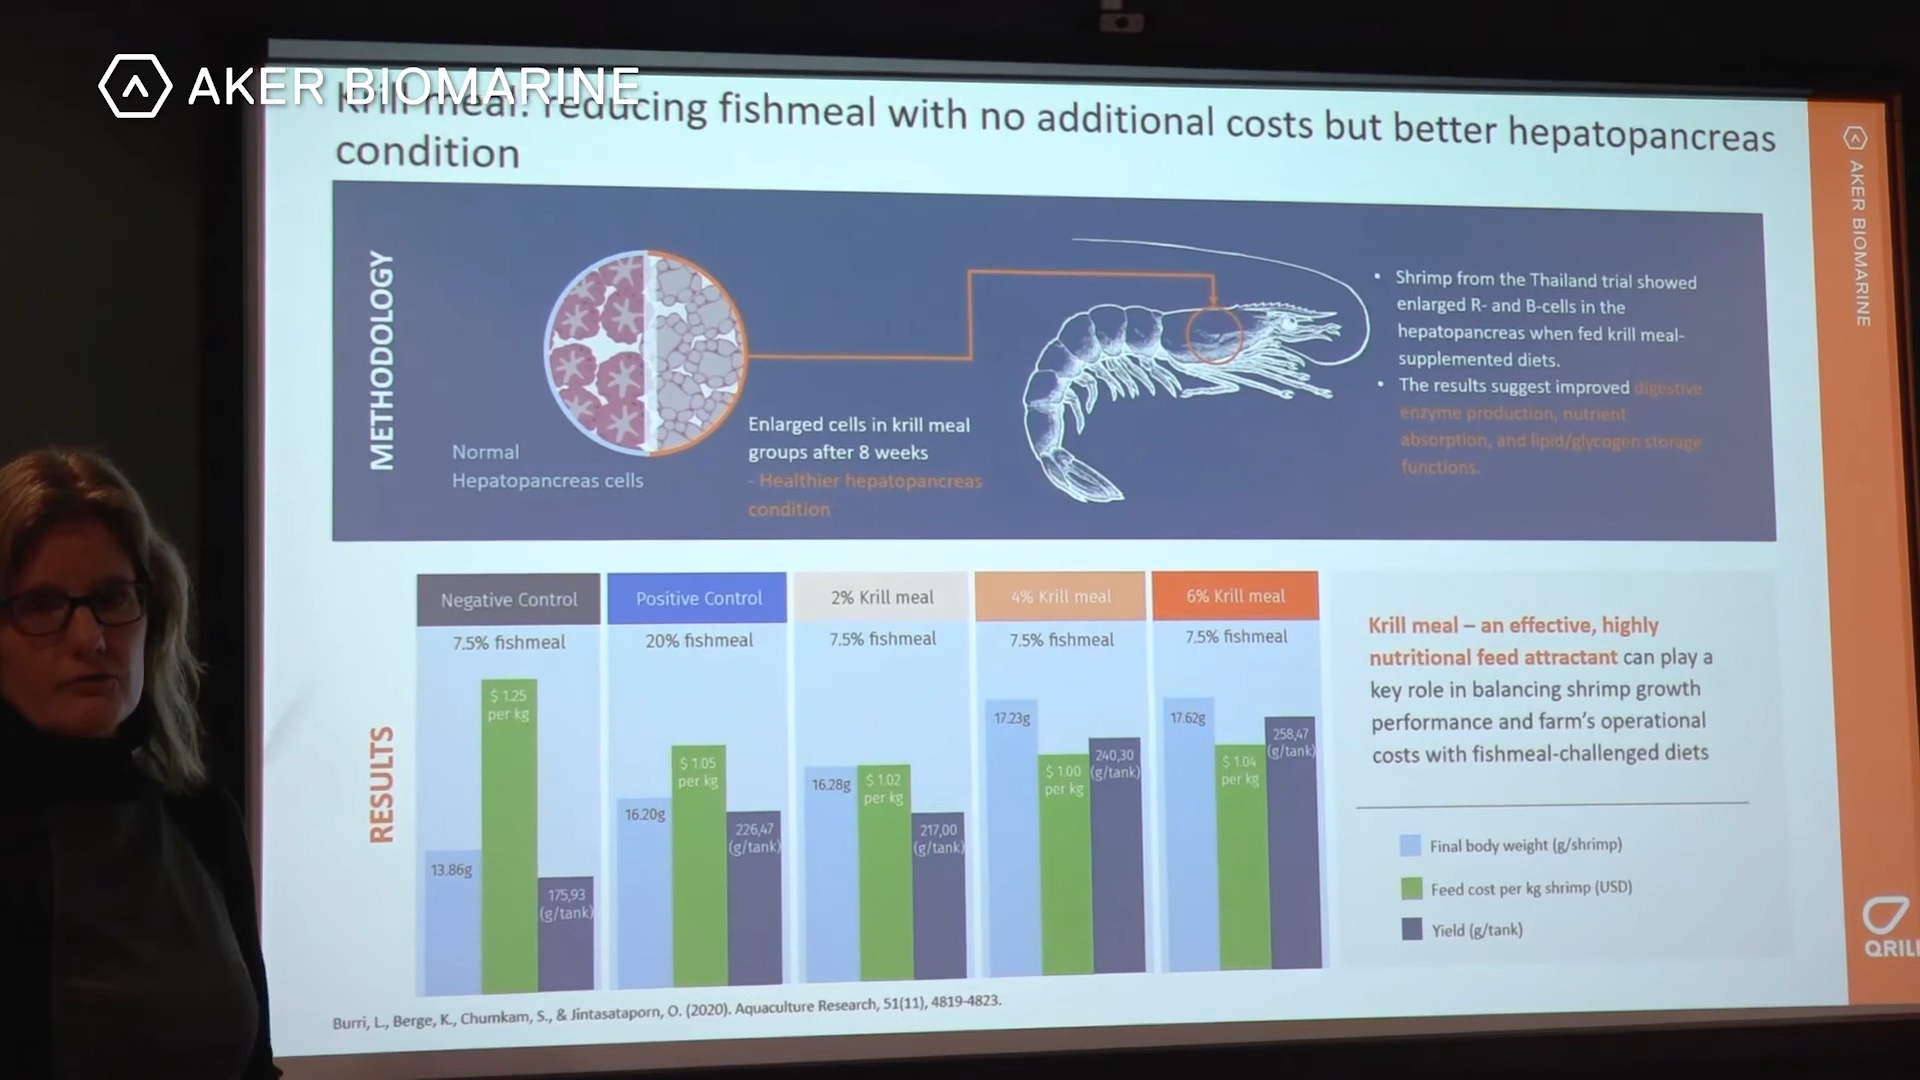 AKER BIOMARINE
Krill meal: reducing fishmeal with no additional costs but better hepatopancreas
condition
AKER BIOMARINE
METHODOLOGY
Normal
Hepatopancreas cells
Enlarged cells in krill meal
groups after 8 weeks
- Healthier hepatopancreas
condition
• Shrimp from the Thailand trial showed
enlarged R- and B-cells in the
hepatopancreas when fed krill meal-
supplemented diets.
• The results suggest improved digestive
enzyme production, nutrient
absorption, and lipid/glycogen storage
functions.
RESULTS
Negative Control
7.5% fishmeal
13.86g
$ 1.25
per kg
175,93
(g/tank)
Positive Control
20% fishmeal
16.20g
$ 1.05
per kg
226,47
(g/tank)
2% Krill meal
7.5% fishmeal
16.28g
$ 1.02
per kg
217,00
(g/tank)
4% Krill meal
7.5% fishmeal
17.23g
$ 1.00
per kg
240,30
(g/tank)
6% Krill meal
7.5% fishmeal
17.62g
$ 1.04
per kg
258,47
(g/tank)
Krill meal – an effective, highly
nutritional feed attractant can play a
key role in balancing shrimp growth
performance and farm's operational
costs with fishmeal-challenged diets
Final body weight (g/shrimp)
Feed cost per kg shrimp (USD)
Yield (g/tank)
QRILL
Burri, L., Berge, K., Chumkam, S., & Jintasataporn, O. (2020). Aquaculture Research, 51(11), 4819-4823.